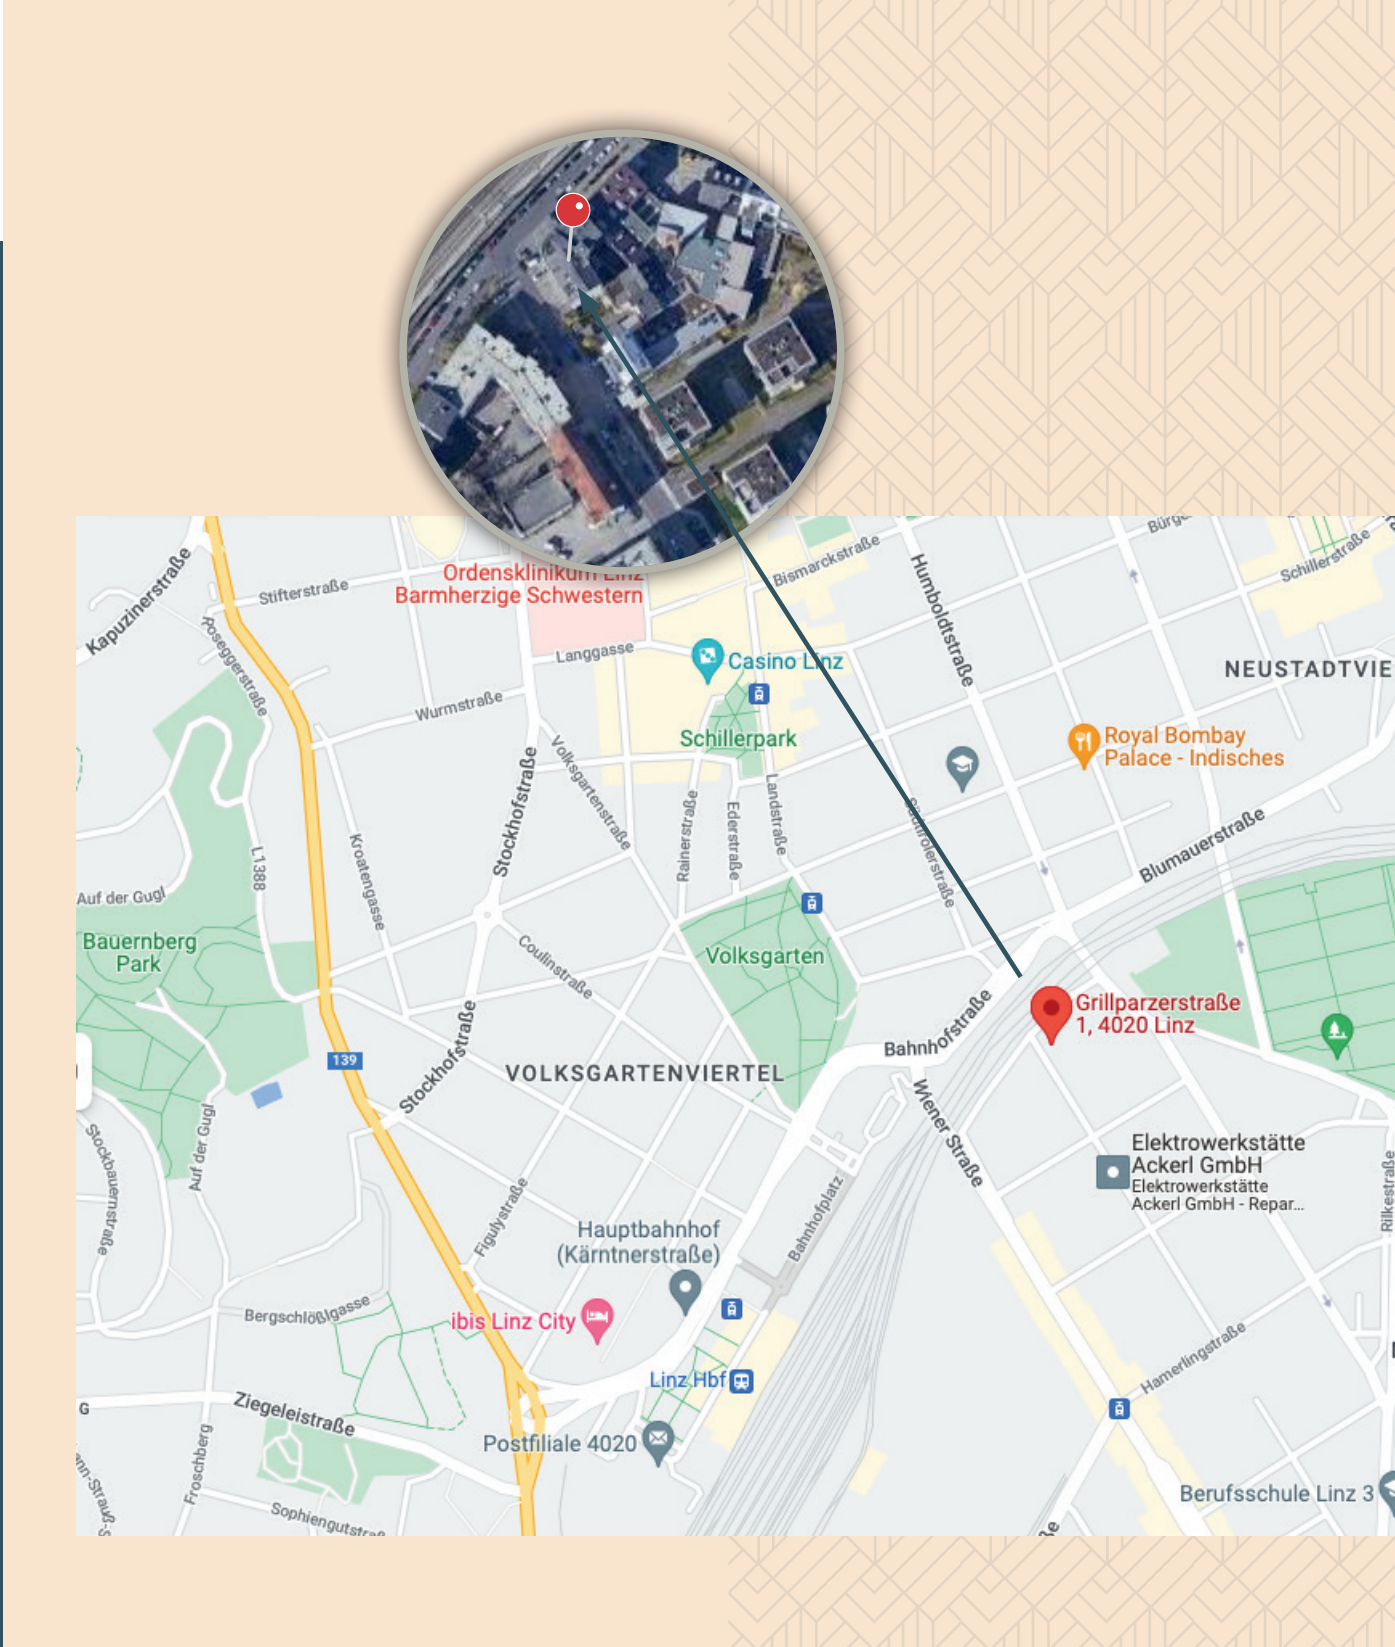 Kapuzinerstraße
Stifterstraße
Roseggerstraße
Ordensklinikum Linz
Barmherzige Schwestern
Bismarckstraße
Humboldtstraße
Schillerstraße
Langgasse
Casino Linz
NEUSTADTVIE
Wurmstraße
Stockhofstraße
Volksgartenstraße
Schillerpark
Royal Bombay
Palace - Indisches
Rainerstraße
Ederstraße
Landstraße
Südtirolerstraße
Blumauerstraße
Kroatengasse
L1388
Auf der Gugl
Bauernberg
Park
Coulinstraße
Volksgarten
Bahnhofstraße
Grillparzerstraße
1, 4020 Linz
139
Stockhofstraße
VOLKSGARTENVIERTEL
Wiener Straße
Stockbauernstraße
Auf der Gugl
Elektrowerkstätte
Ackerl GmbH
Elektrowerkstätte
Ackerl GmbH - Repar...
Rilkestraße
Figulystraße
Bahnhofplatz
Hauptbahnhof
(Kärntnerstraße)
Bergschlößlgasse
ibis Linz City
Linz Hbf
Hamerlingstraße
G
Ziegeleistraße
Froschberg
Postfiliale 4020
Berufsschule Linz 3
Sophiengutstraß